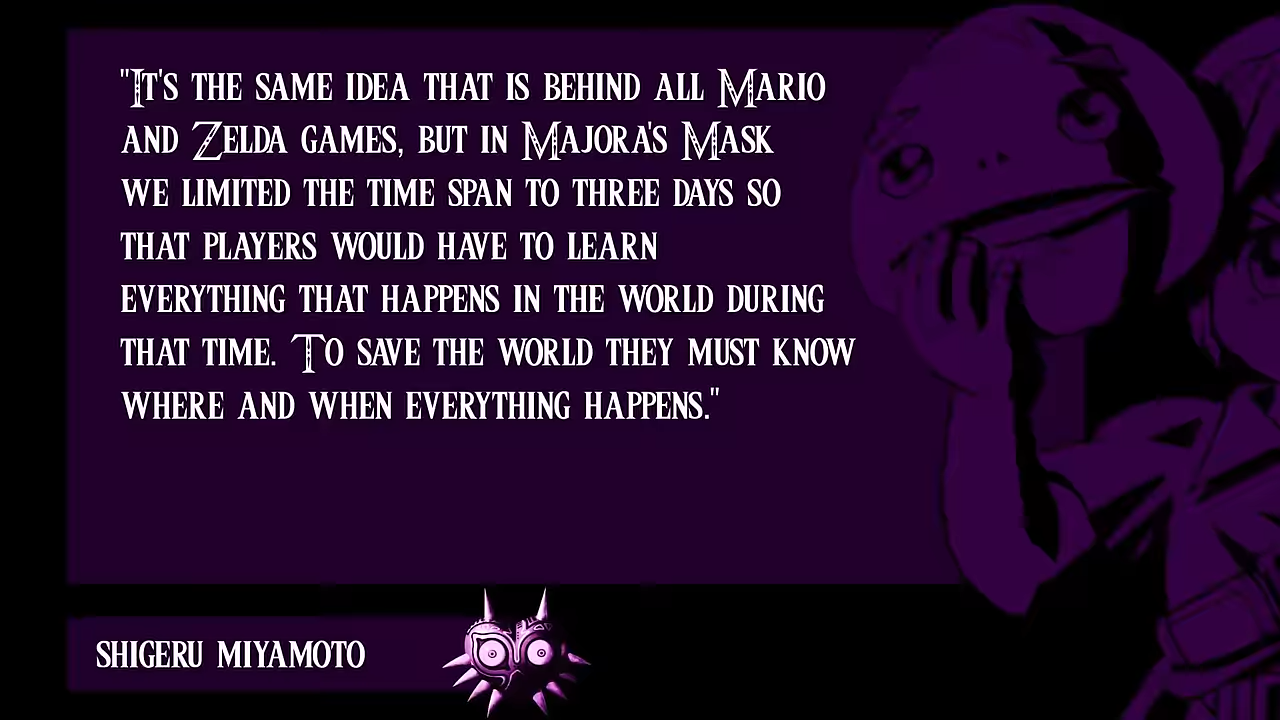 "It's the same idea that is behind all Mario
and Zelda games, but in Majora's Mask
we limited the time span to three days so
that players would have to learn
everything that happens in the world during
that time. To save the world they must know
where and when everything happens."
Shigeru Miyamoto